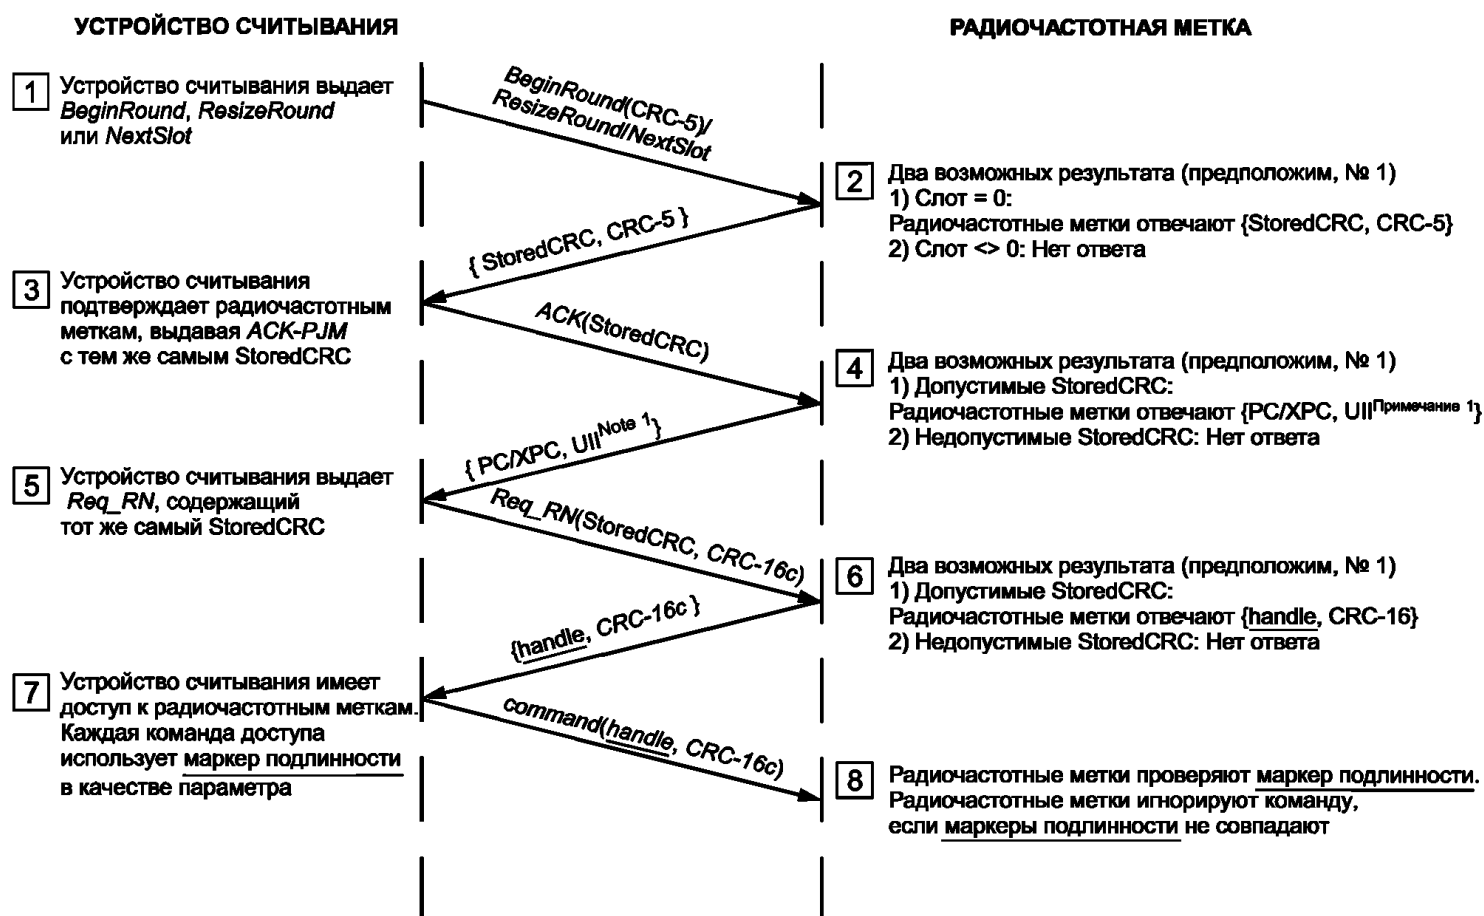 УСТРОЙСТВО СЧИТЫВАНИЯ
РАДИОЧАСТОТНАЯ МЕТКА
1
Устройство считывания выдает
BeginRound, ResizeRound
или NextSlot
BeginRound(CRC-5)/
ResizeRound/NextSlot
2
Два возможных результата (предположим, № 1)
1) Слот = 0:
Радиочастотные метки отвечают {StoredCRC, CRC-5}
2) Слот <> 0: Нет ответа
{ StoredCRC, CRC-5 }
3
Устройство считывания
подтверждает радиочастотным
меткам, выдавая ACK-PJM
с тем же самым StoredCRC
ACK(StoredCRC)
4
Два возможных результата (предположим, № 1)
1) Допустимые StoredCRC:
Радиочастотные метки отвечают {PC/XPC, UII Примечание 1}
2) Недопустимые StoredCRC: Нет ответа
{ PC/XPC, UII Note 1}
5
Устройство считывания выдает
Req_RN, содержащий
тот же самый StoredCRC
Req_RN(StoredCRC, CRC-16c)
6
Два возможных результата (предположим, № 1)
1) Допустимые StoredCRC:
Радиочастотные метки отвечают {handle, CRC-16}
2) Недопустимые StoredCRC: Нет ответа
{handle, CRC-16c }
7
Устройство считывания имеет
доступ к радиочастотным меткам.
Каждая команда доступа
использует маркер подлинности
в качестве параметра
command(handle, CRC-16c)
8
Радиочастотные метки проверяют маркер подлинности.
Радиочастотные метки игнорируют команду,
если маркеры подлинности не совпадают